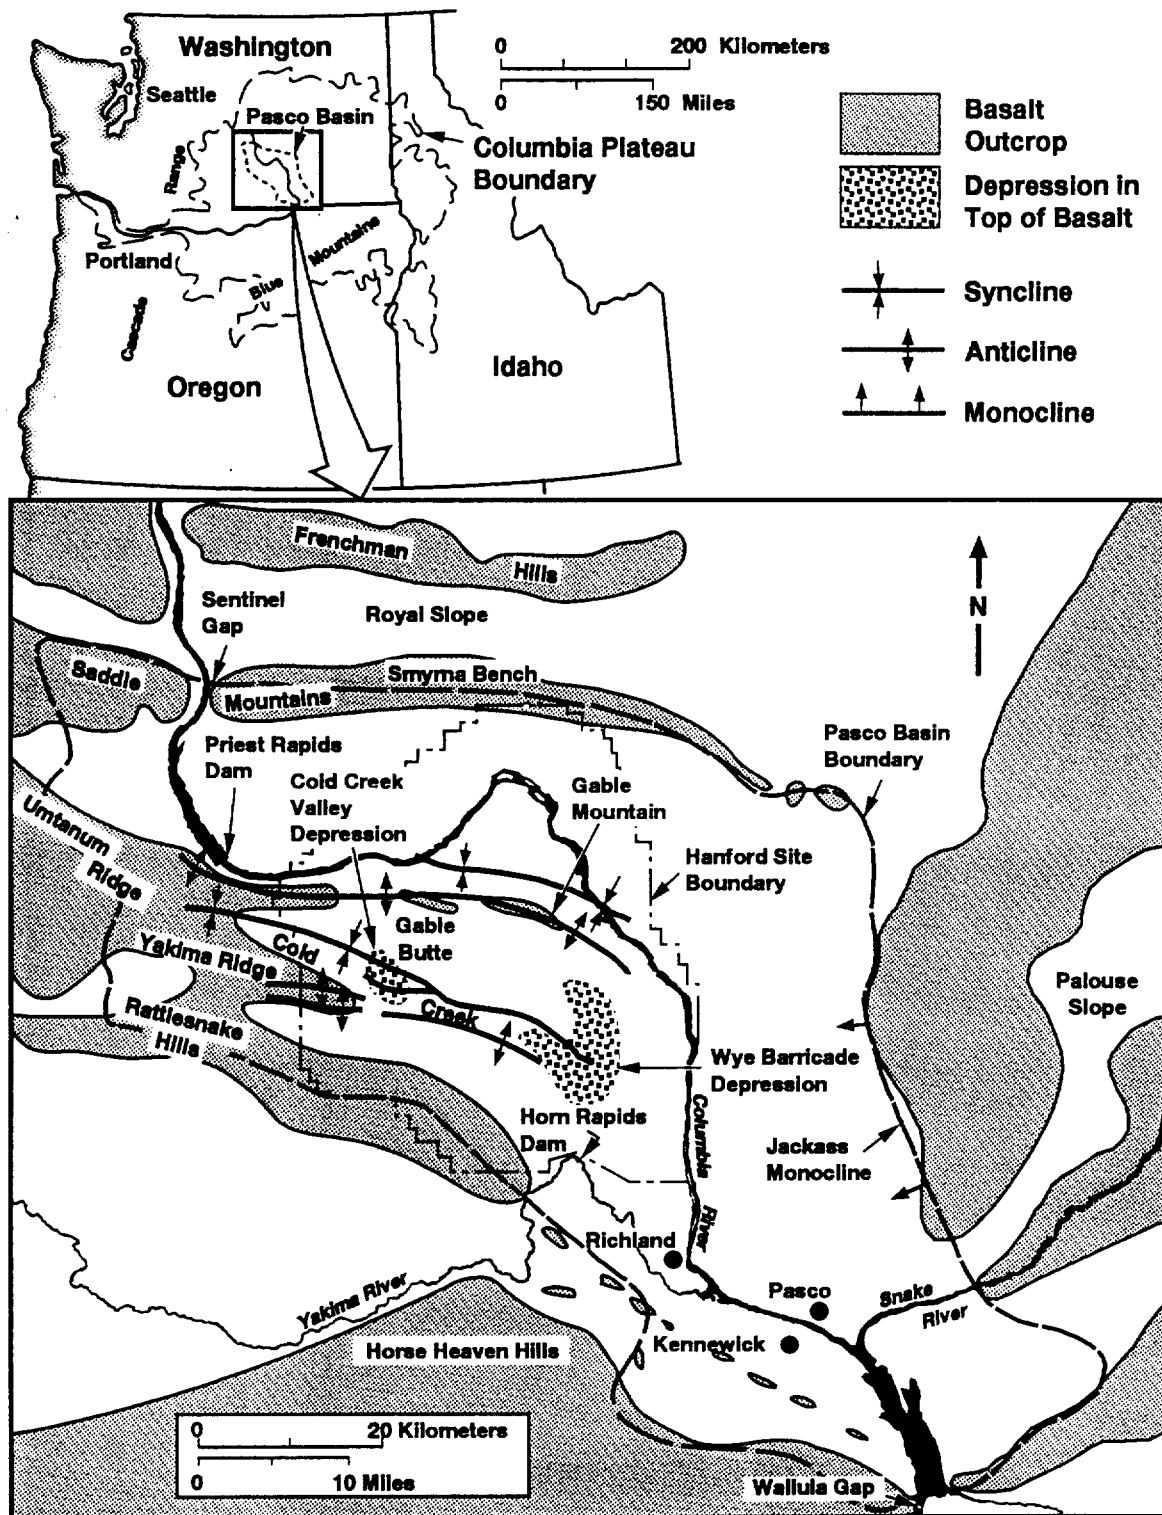 Washington
Seattle
Pasco Basin
Range
Portland
Cascade
Blue
Mountains
Oregon
Idaho
0 200 Kilometers
0 150 Miles
Columbia Plateau
Boundary
Basalt
Outcrop
Depression in
Top of Basalt
Syncline
Anticline
Monocline
Frenchman
Hills
Sentinel
Gap
Royal Slope
N
Saddle
Mountains
Smyrna Bench
Priest Rapids
Dam
Cold Creek
Valley
Depression
Gable
Mountain
Pasco Basin
Boundary
Umtanum
Ridge
Hanford Site
Boundary
Gable
Butte
Cold
Creek
Yakima Ridge
Rattlesnake
Hills
Palouse
Slope
Wye Barricade
Depression
Horn Rapids
Dam
Columbia
River
Jackass
Monocline
Richland
Yakima River
Pasco
Snake
River
Kennewick
Horse Heaven Hills
0 20 Kilometers
0 10 Miles
Wallula Gap